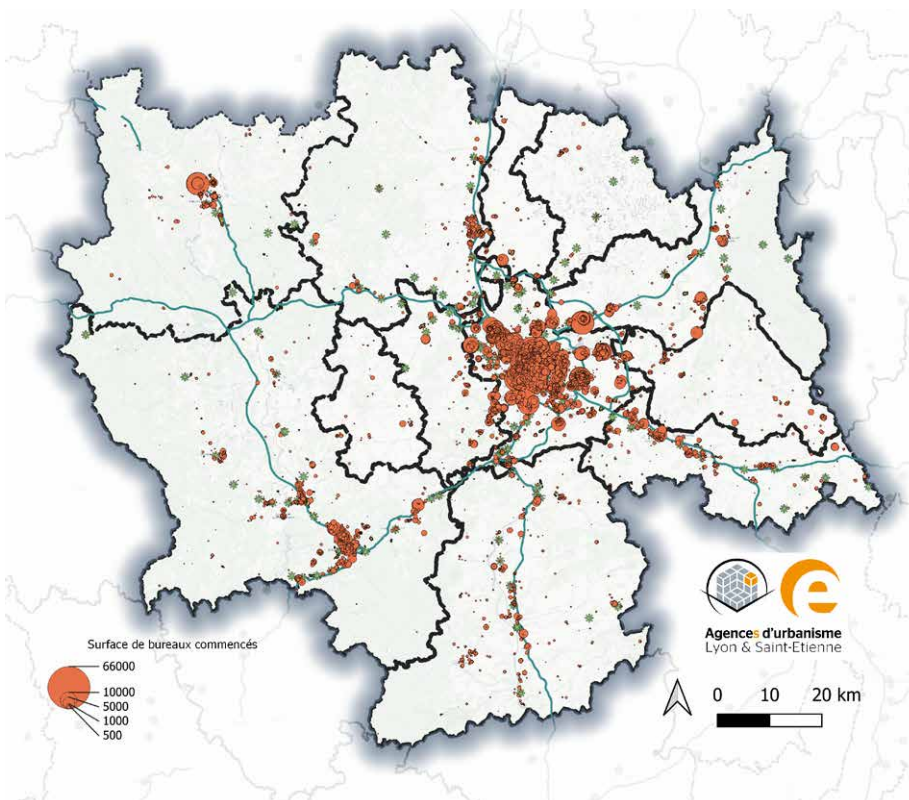 Surface de bureaux commencés
66000
10000
5000
1000
500
e
Agences d'urbanisme
Lyon & Saint-Etienne
0 10 20 km